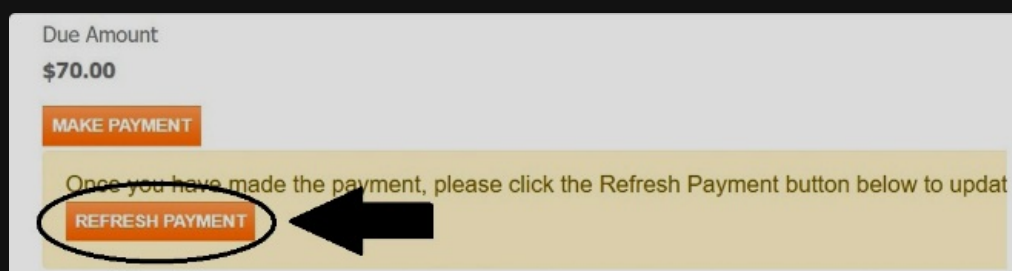 Due Amount
$70.00
MAKE PAYMENT
Once you have made the payment, please click the Refresh Payment button below to updat
REFRESH PAYMENT